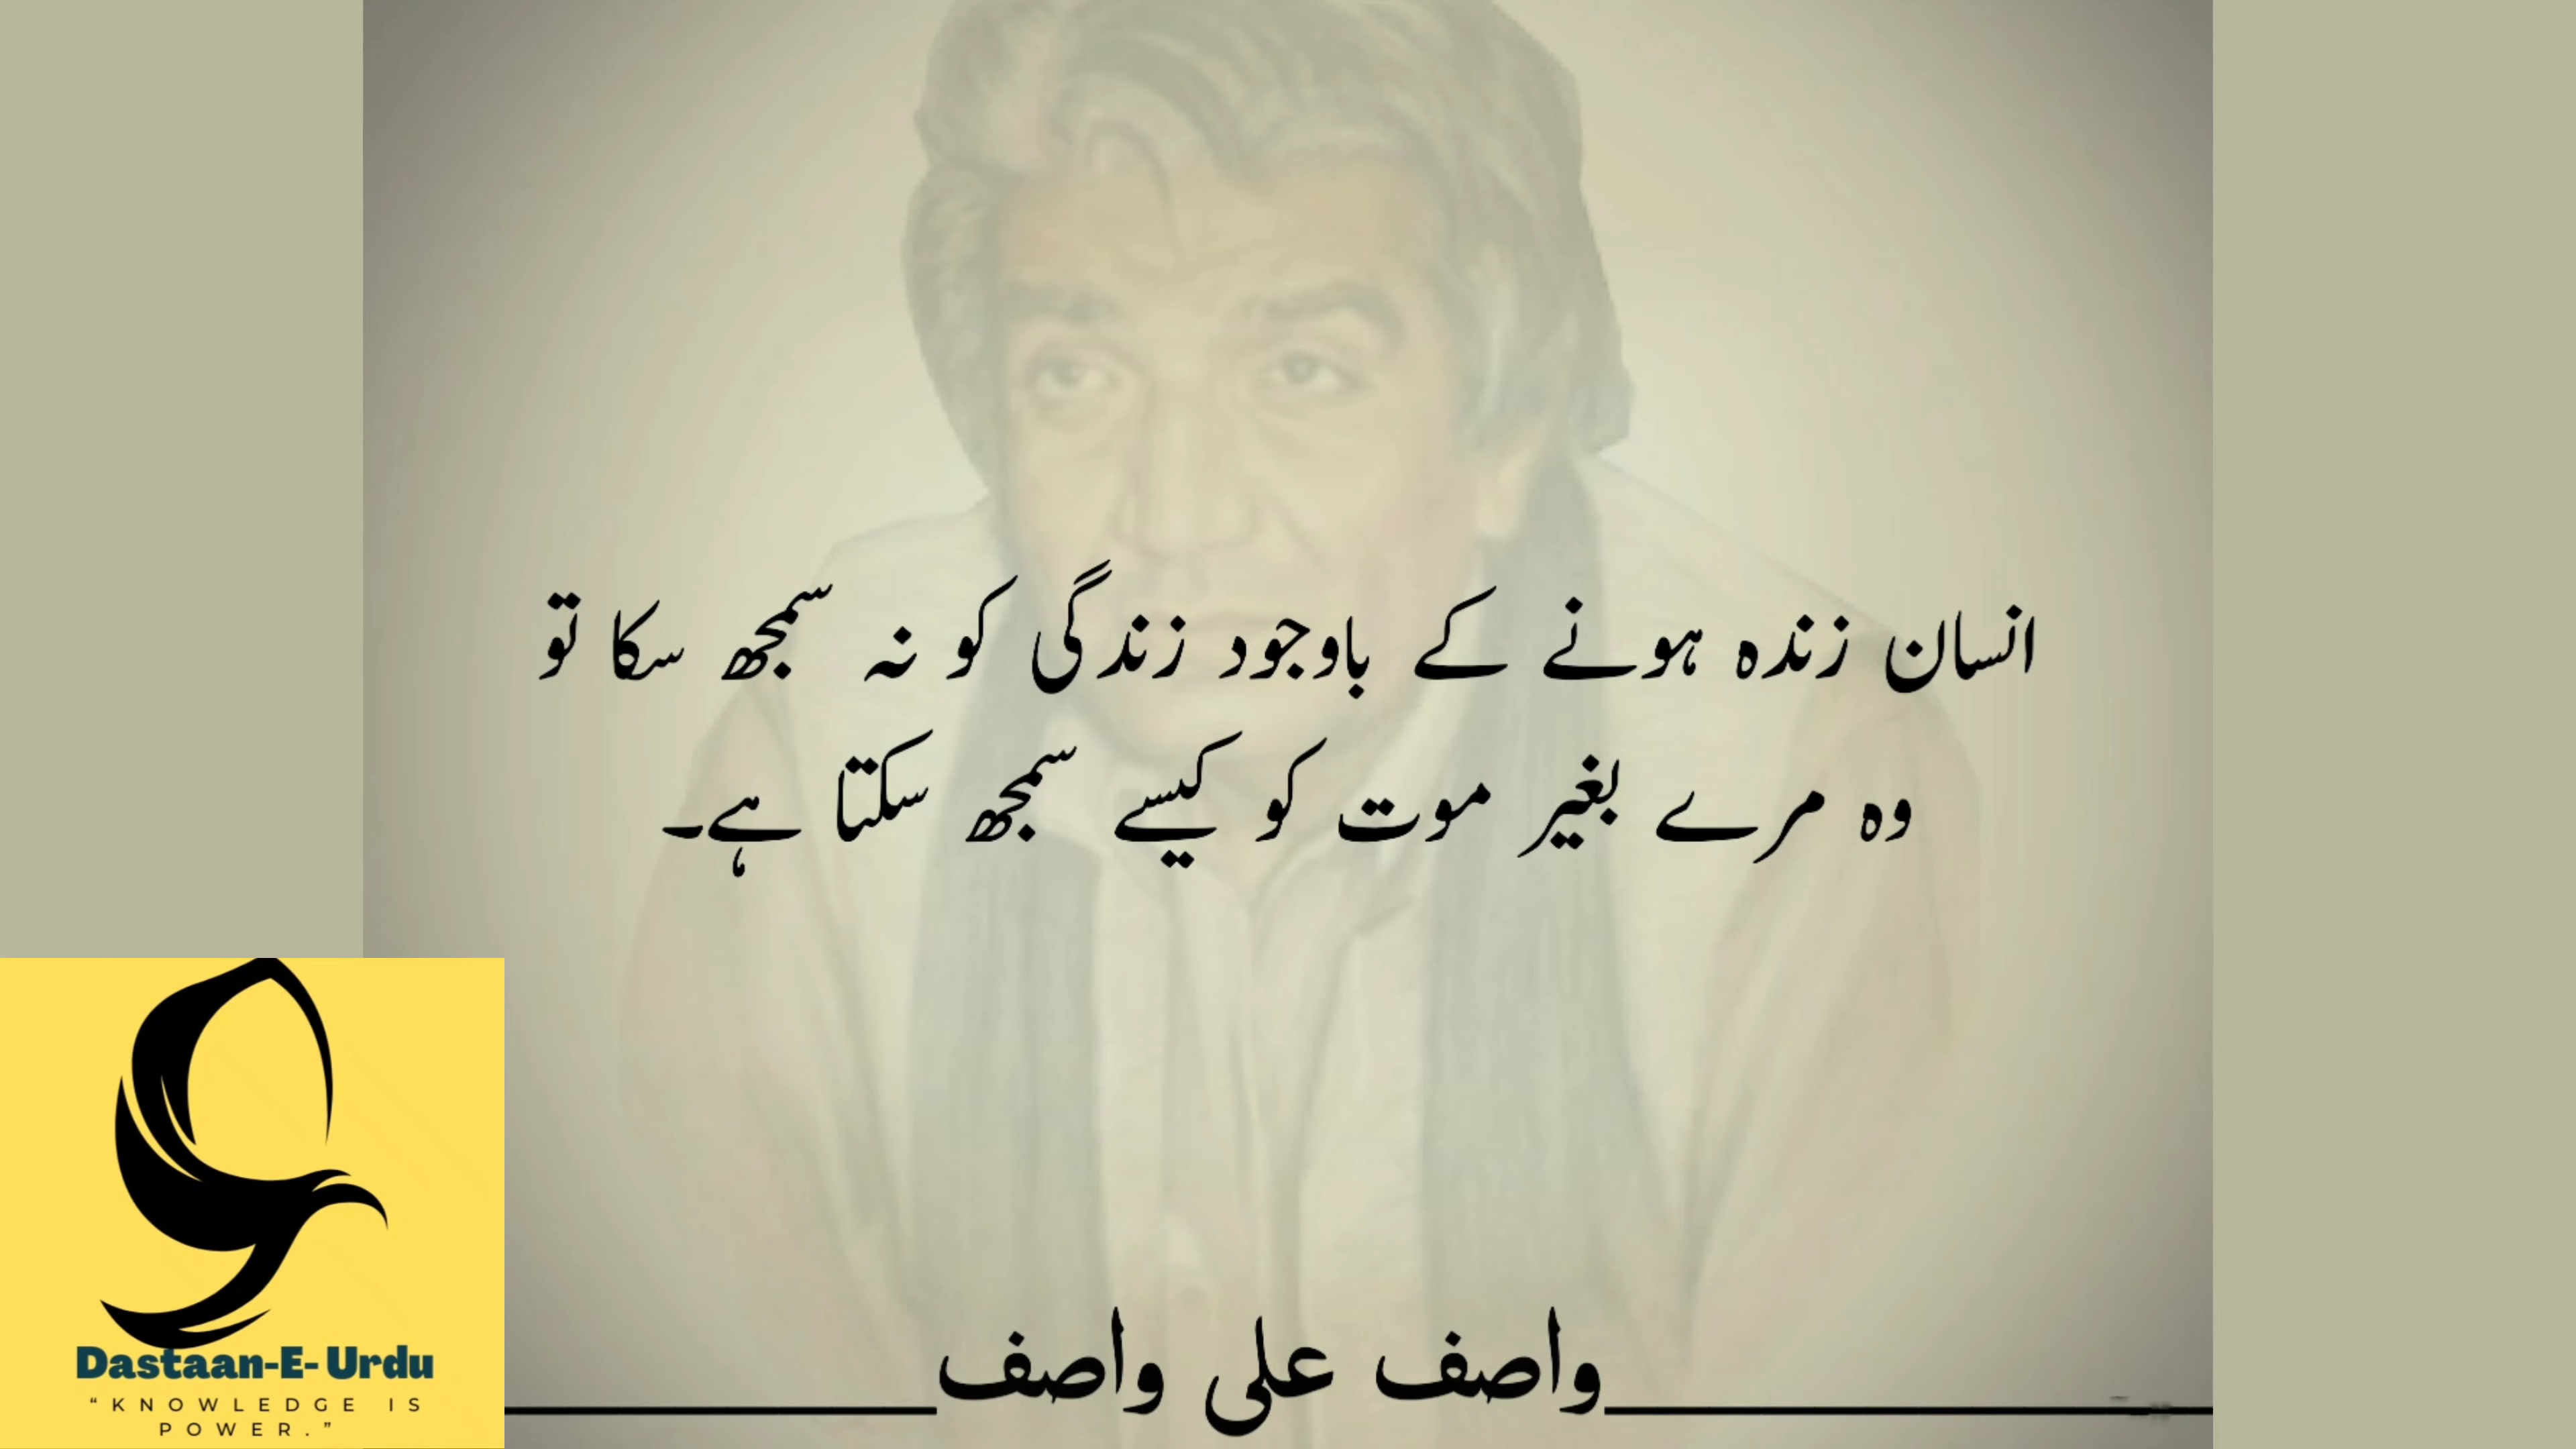 انسان زندہ ہونے کے باوجود زندگی کو نہ سمجھ سکا تو
وہ مرے بغیر موت کو کیسے سمجھ سکتا ہے۔
واصف علی واصف
Dastaan-E-Urdu
“KNOWLEDGE IS
POWER.”